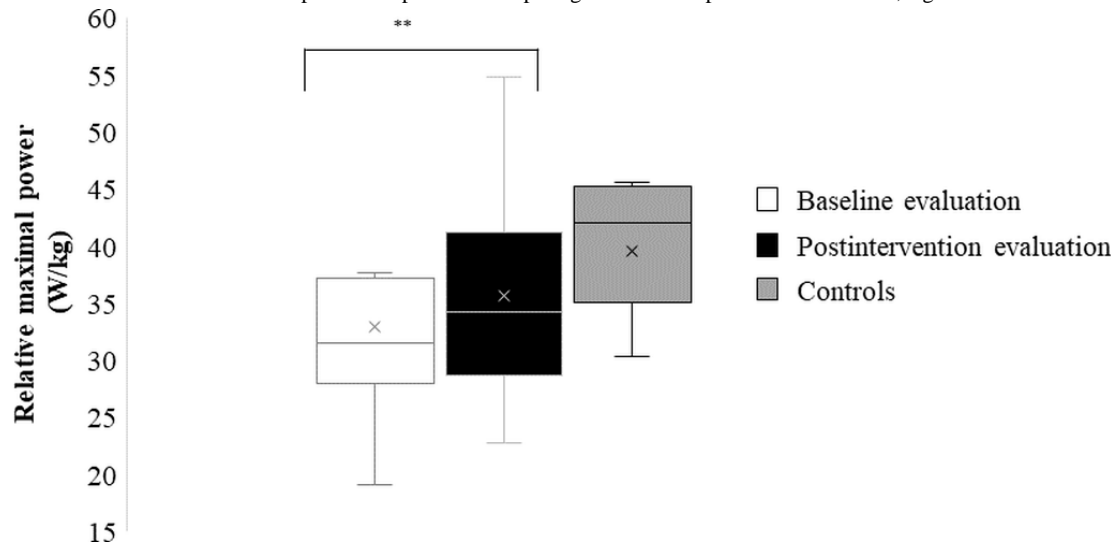 60
**
55
50
45
40
35
30
25
20
15
Relative maximal power
(W/kg)
Baseline evaluation
Postintervention evaluation
Controls